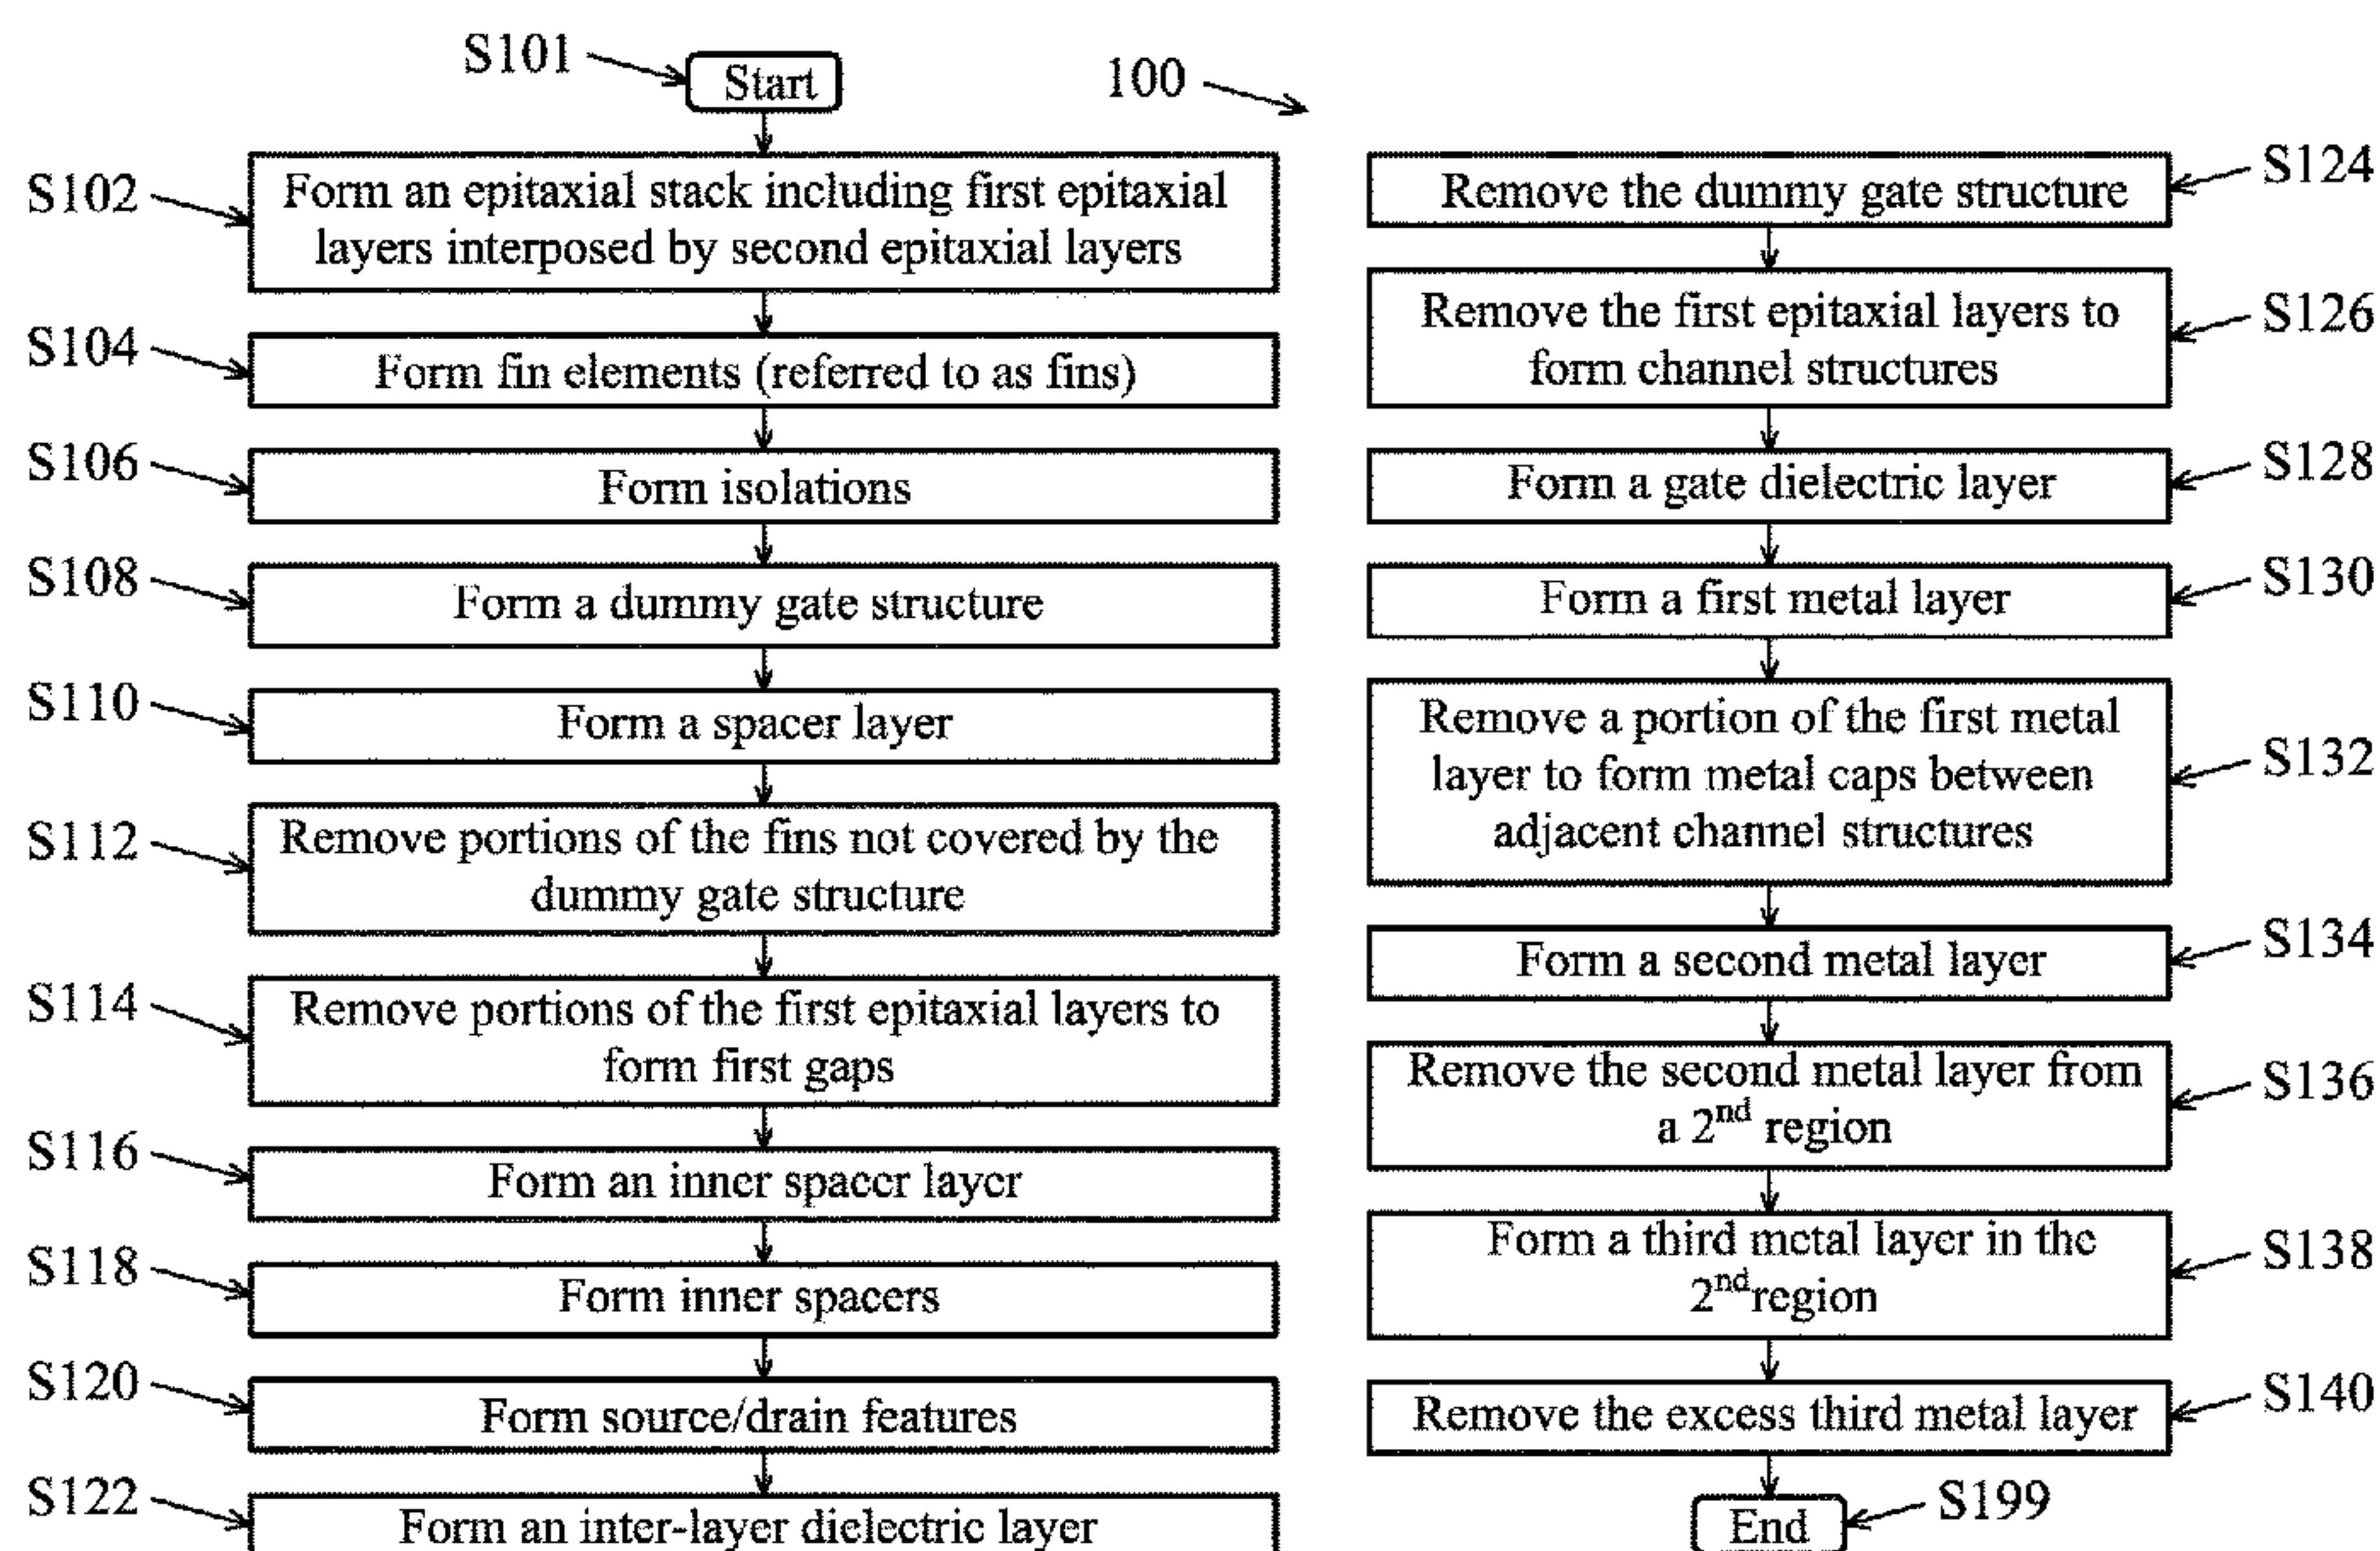 S101
Start
100
S102
Form an epitaxial stack including first epitaxial
layers interposed by second epitaxial layers
S104
Form fin elements (referred to as fins)
S106
Form isolations
S108
Form a dummy gate structure
S110
Form a spacer layer
S112
Remove portions of the fins not covered by the
dummy gate structure
S114
Remove portions of the first epitaxial layers to
form first gaps
S116
Form an inner spacer layer
S118
Form inner spacers
S120
Form source/drain features
S122
Form an inter-layer dielectric layer
Remove the dummy gate structure
S124
Remove the first epitaxial layers to
form channel structures
S126
Form a gate dielectric layer
S128
Form a first metal layer
S130
Remove a portion of the first metal
layer to form metal caps between
adjacent channel structures
S132
Form a second metal layer
S134
Remove the second metal layer from
a 2nd region
S136
Form a third metal layer in the
2nd region
S138
Remove the excess third metal layer
S140
End
S199